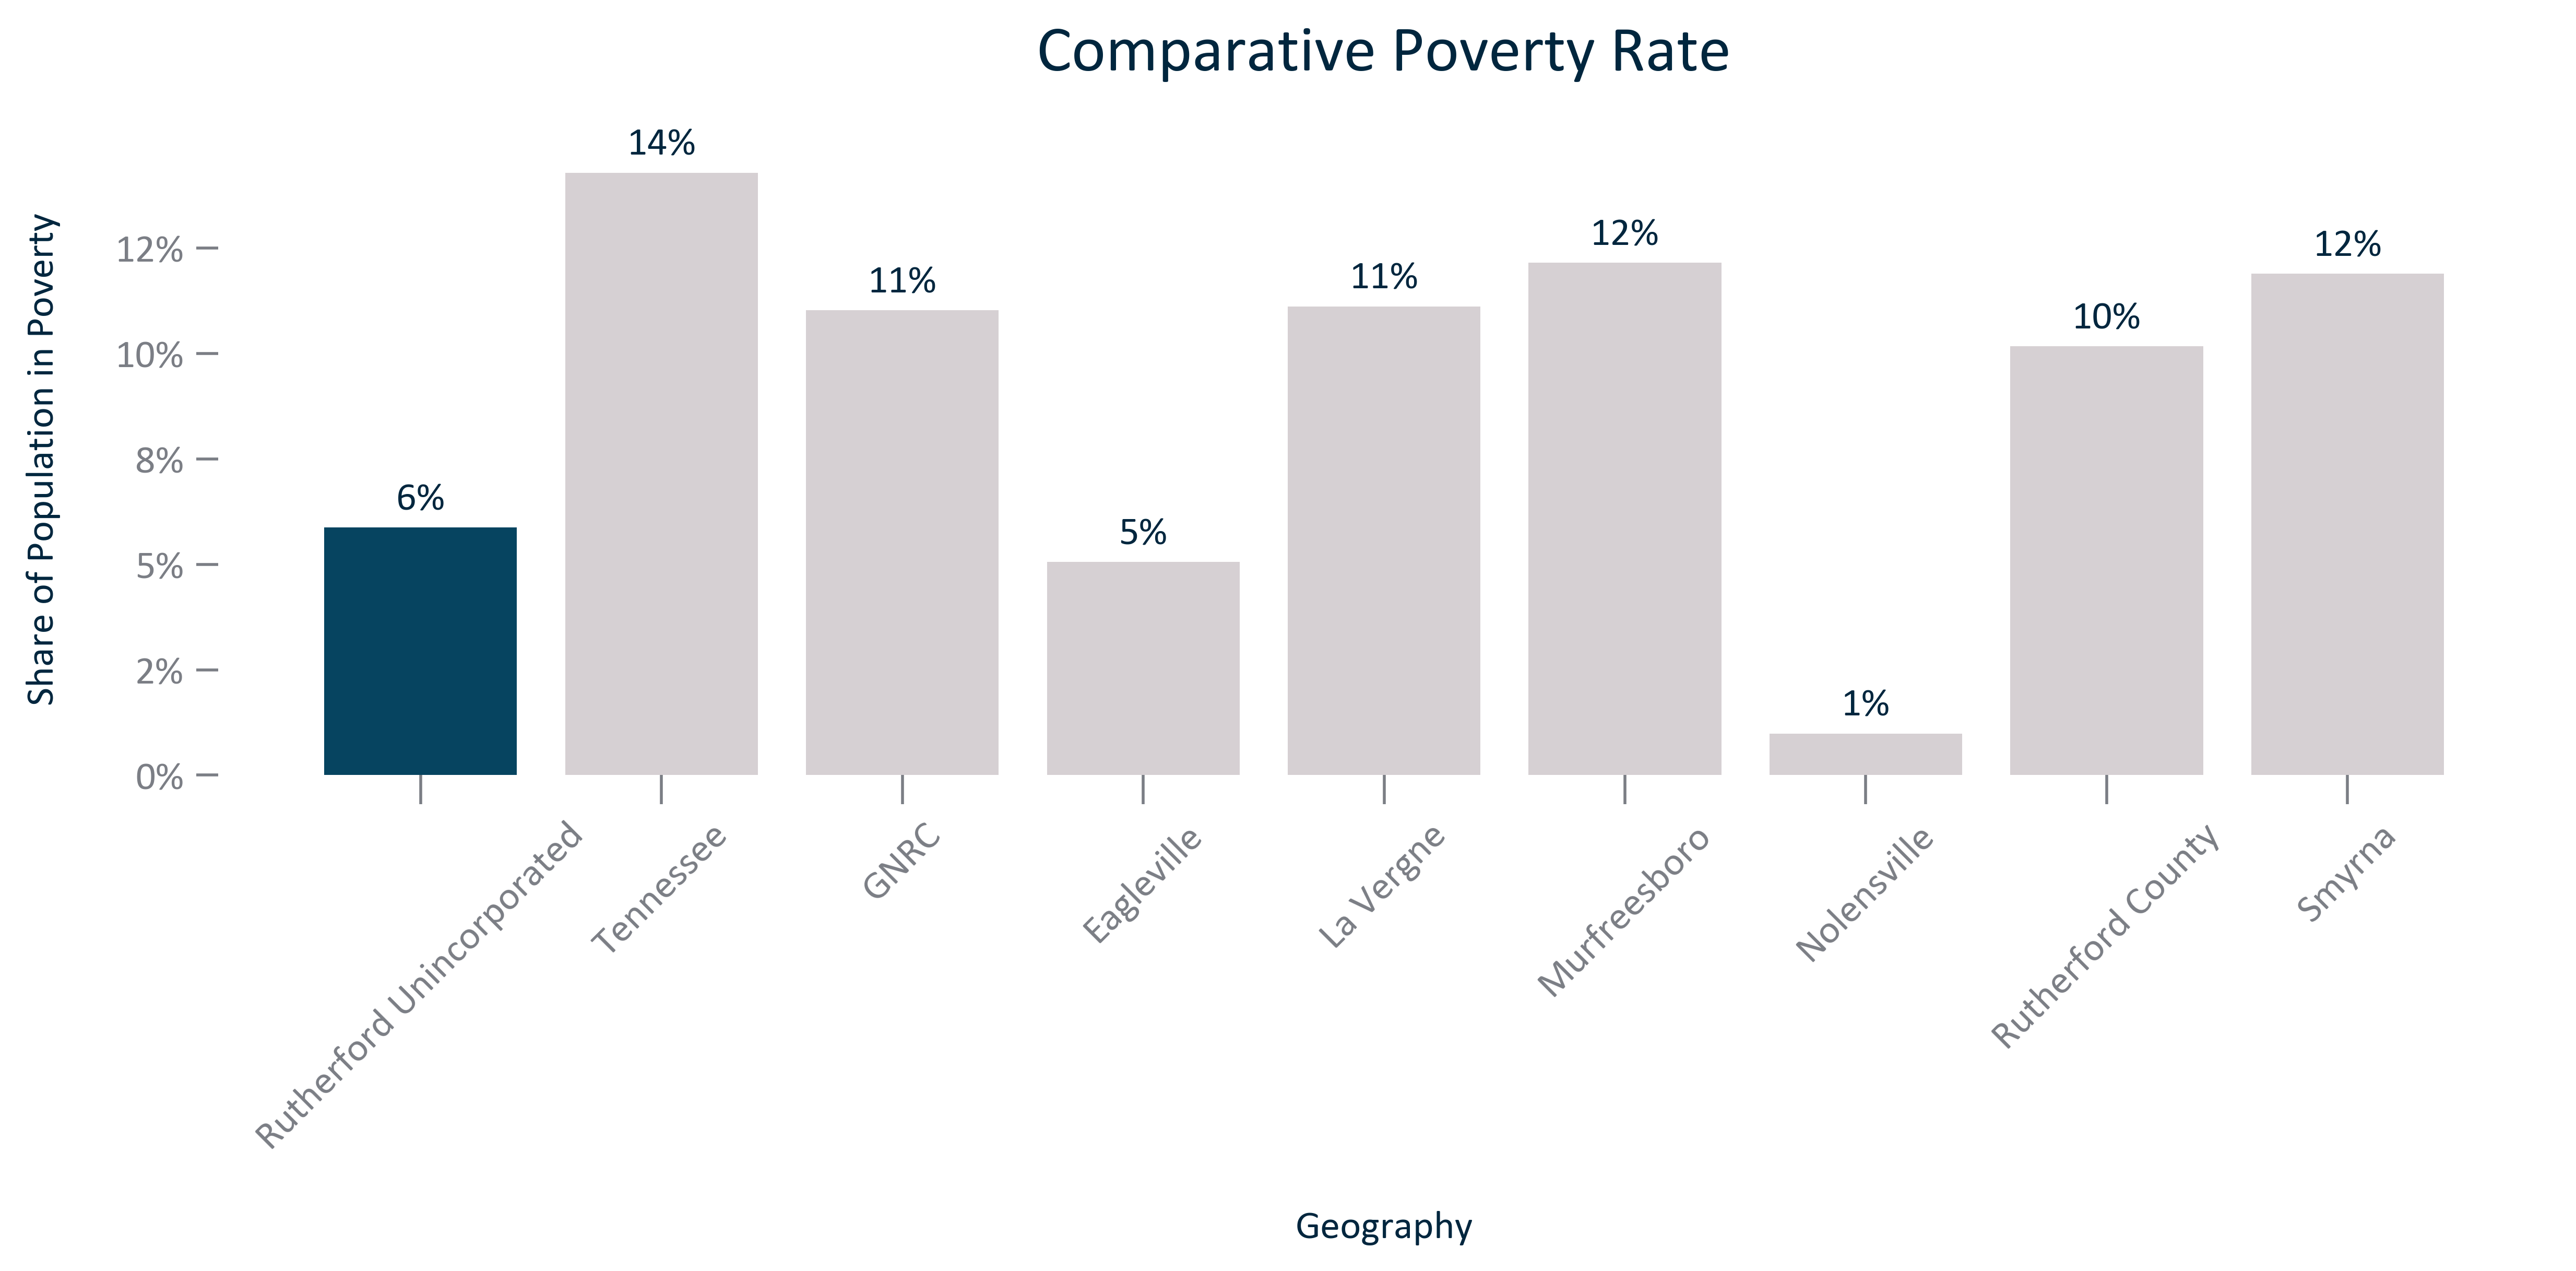 Comparative Poverty Rate
Share of Population in Poverty
12%
10%
8%
5%
2%
0%
6%
14%
11%
5%
11%
12%
1%
10%
12%
Rutherford Unincorporated
Tennessee
GNRC
Eagleville
La Vergne
Murfreesboro
Nolensville
Rutherford County
Smyrna
Geography